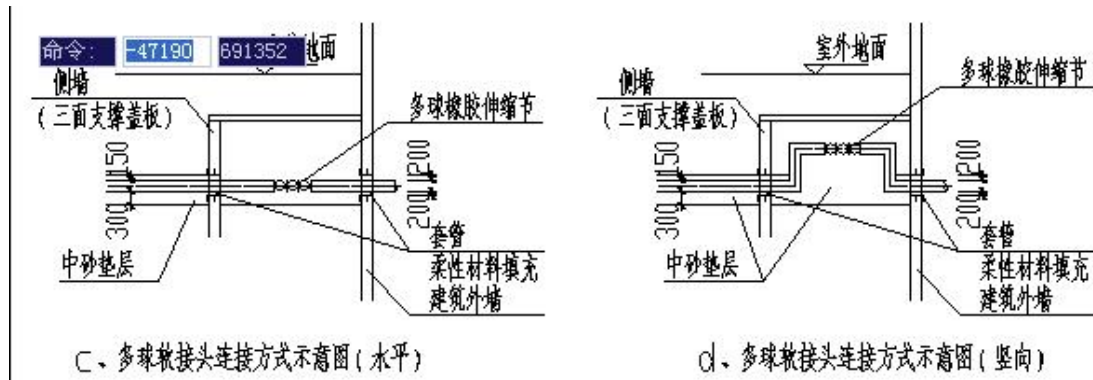 命令: -47190 691352
地面
侧墙
(三面支撑盖板)
多球橡胶伸缩节
150
300
200
200
中砂垫层
套管
柔性材料填充
建筑外墙
C、多球软接头连接方式示意图(水平)
室外地面
侧墙
(三面支撑盖板)
多球橡胶伸缩节
150
300
200
200
中砂垫层
套管
柔性材料填充
建筑外墙
d、多球软接头连接方式示意图(竖向)